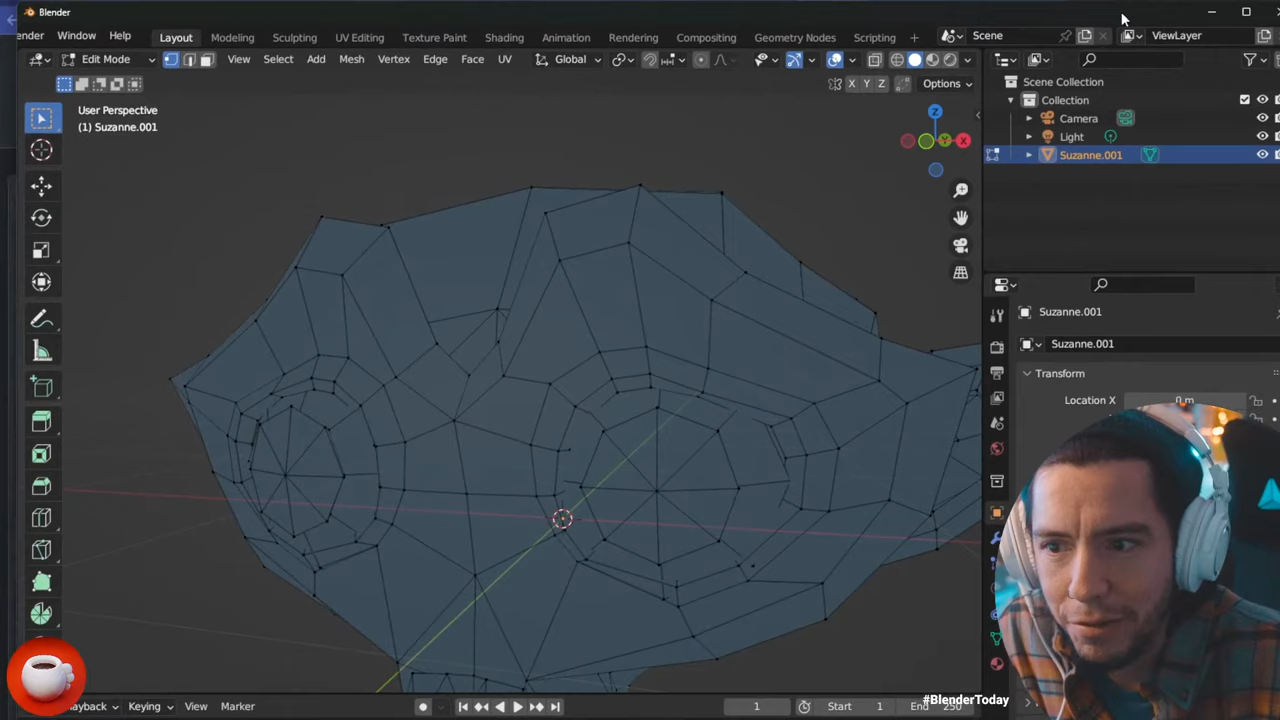 Blender
ender Window Help Layout Modeling Sculpting UV Editing Texture Paint Shading Animation Rendering Compositing Geometry Nodes Scripting + Scene ViewLayer
Edit Mode View Select Add Mesh Vertex Edge Face UV Global
X Y Z Options
User Perspective
(1) Suzanne.001
Z
Y X
Scene Collection
Collection
Camera
Light
Suzanne.001
Suzanne.001
Suzanne.001
Transform
Location X 0 m
#BlenderToday
Playback Keying View Marker 1 Start 1 End 250